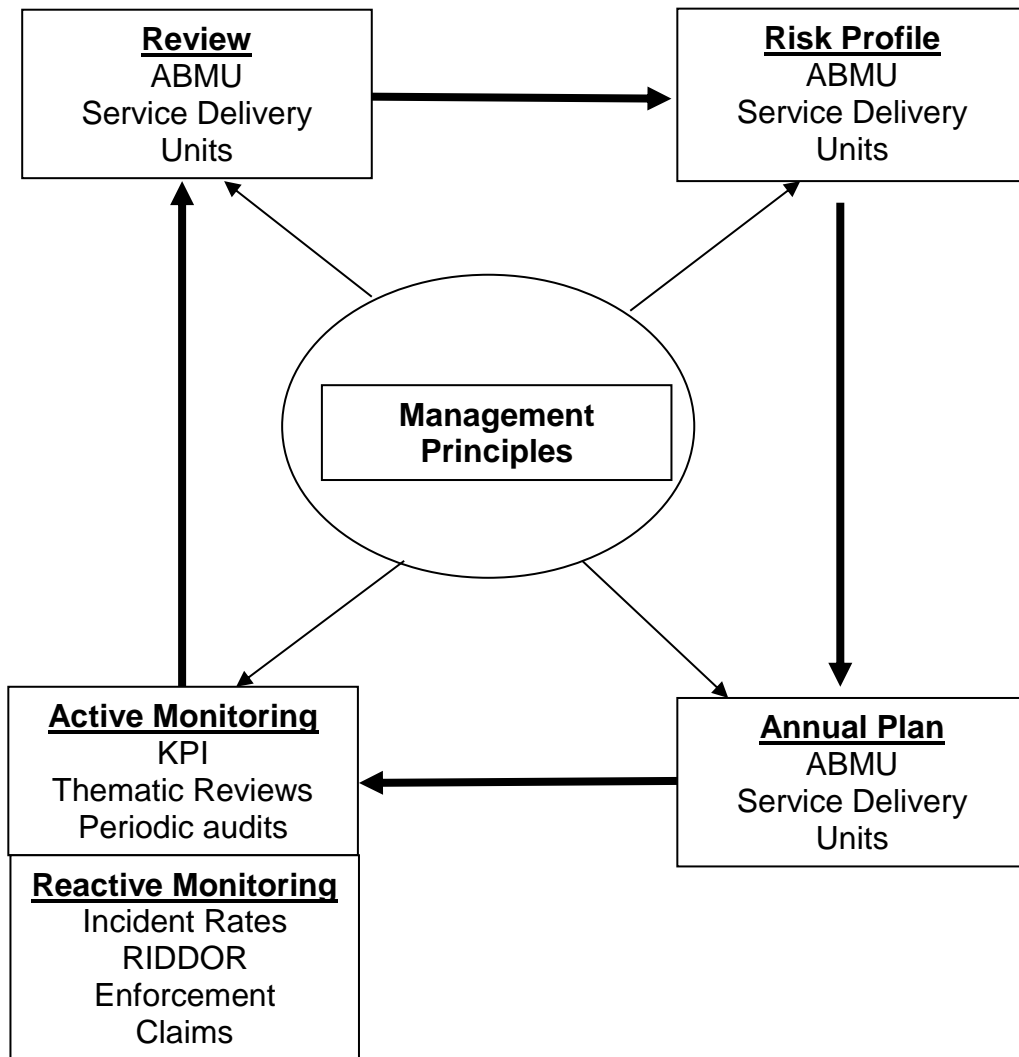 Review
ABMU
Service Delivery
Units
Risk Profile
ABMU
Service Delivery
Units
Management
Principles
Active Monitoring
KPI
Thematic Reviews
Periodic audits
Annual Plan
ABMU
Service Delivery
Units
Reactive Monitoring
Incident Rates
RIDDOR
Enforcement
Claims